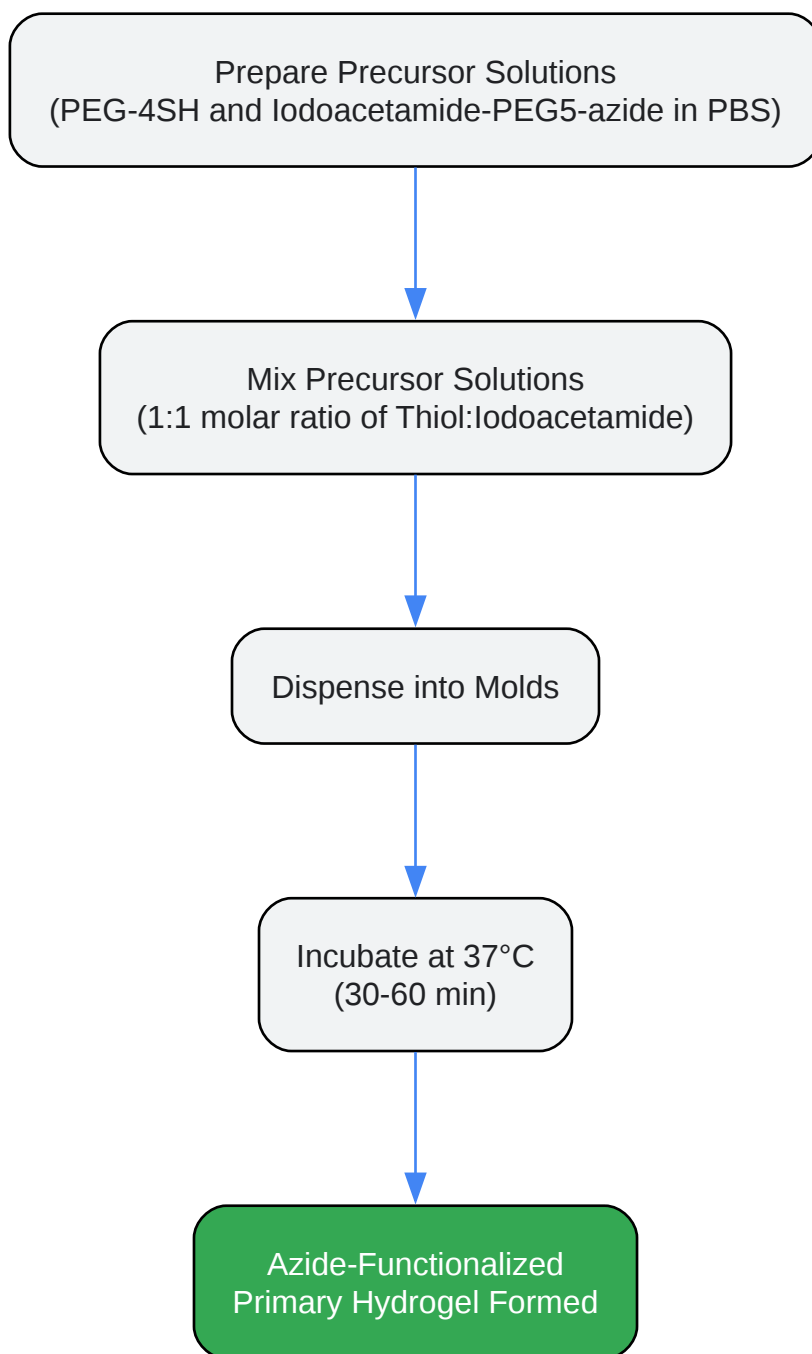 Prepare Precursor Solutions
(PEG-4SH and Iodoacetamide-PEG5-azide in PBS)
Mix Precursor Solutions
(1:1 molar ratio of Thiol:Iodoacetamide)
Dispense into Molds
Incubate at 37°C
(30-60 min)
Azide-Functionalized
Primary Hydrogel Formed